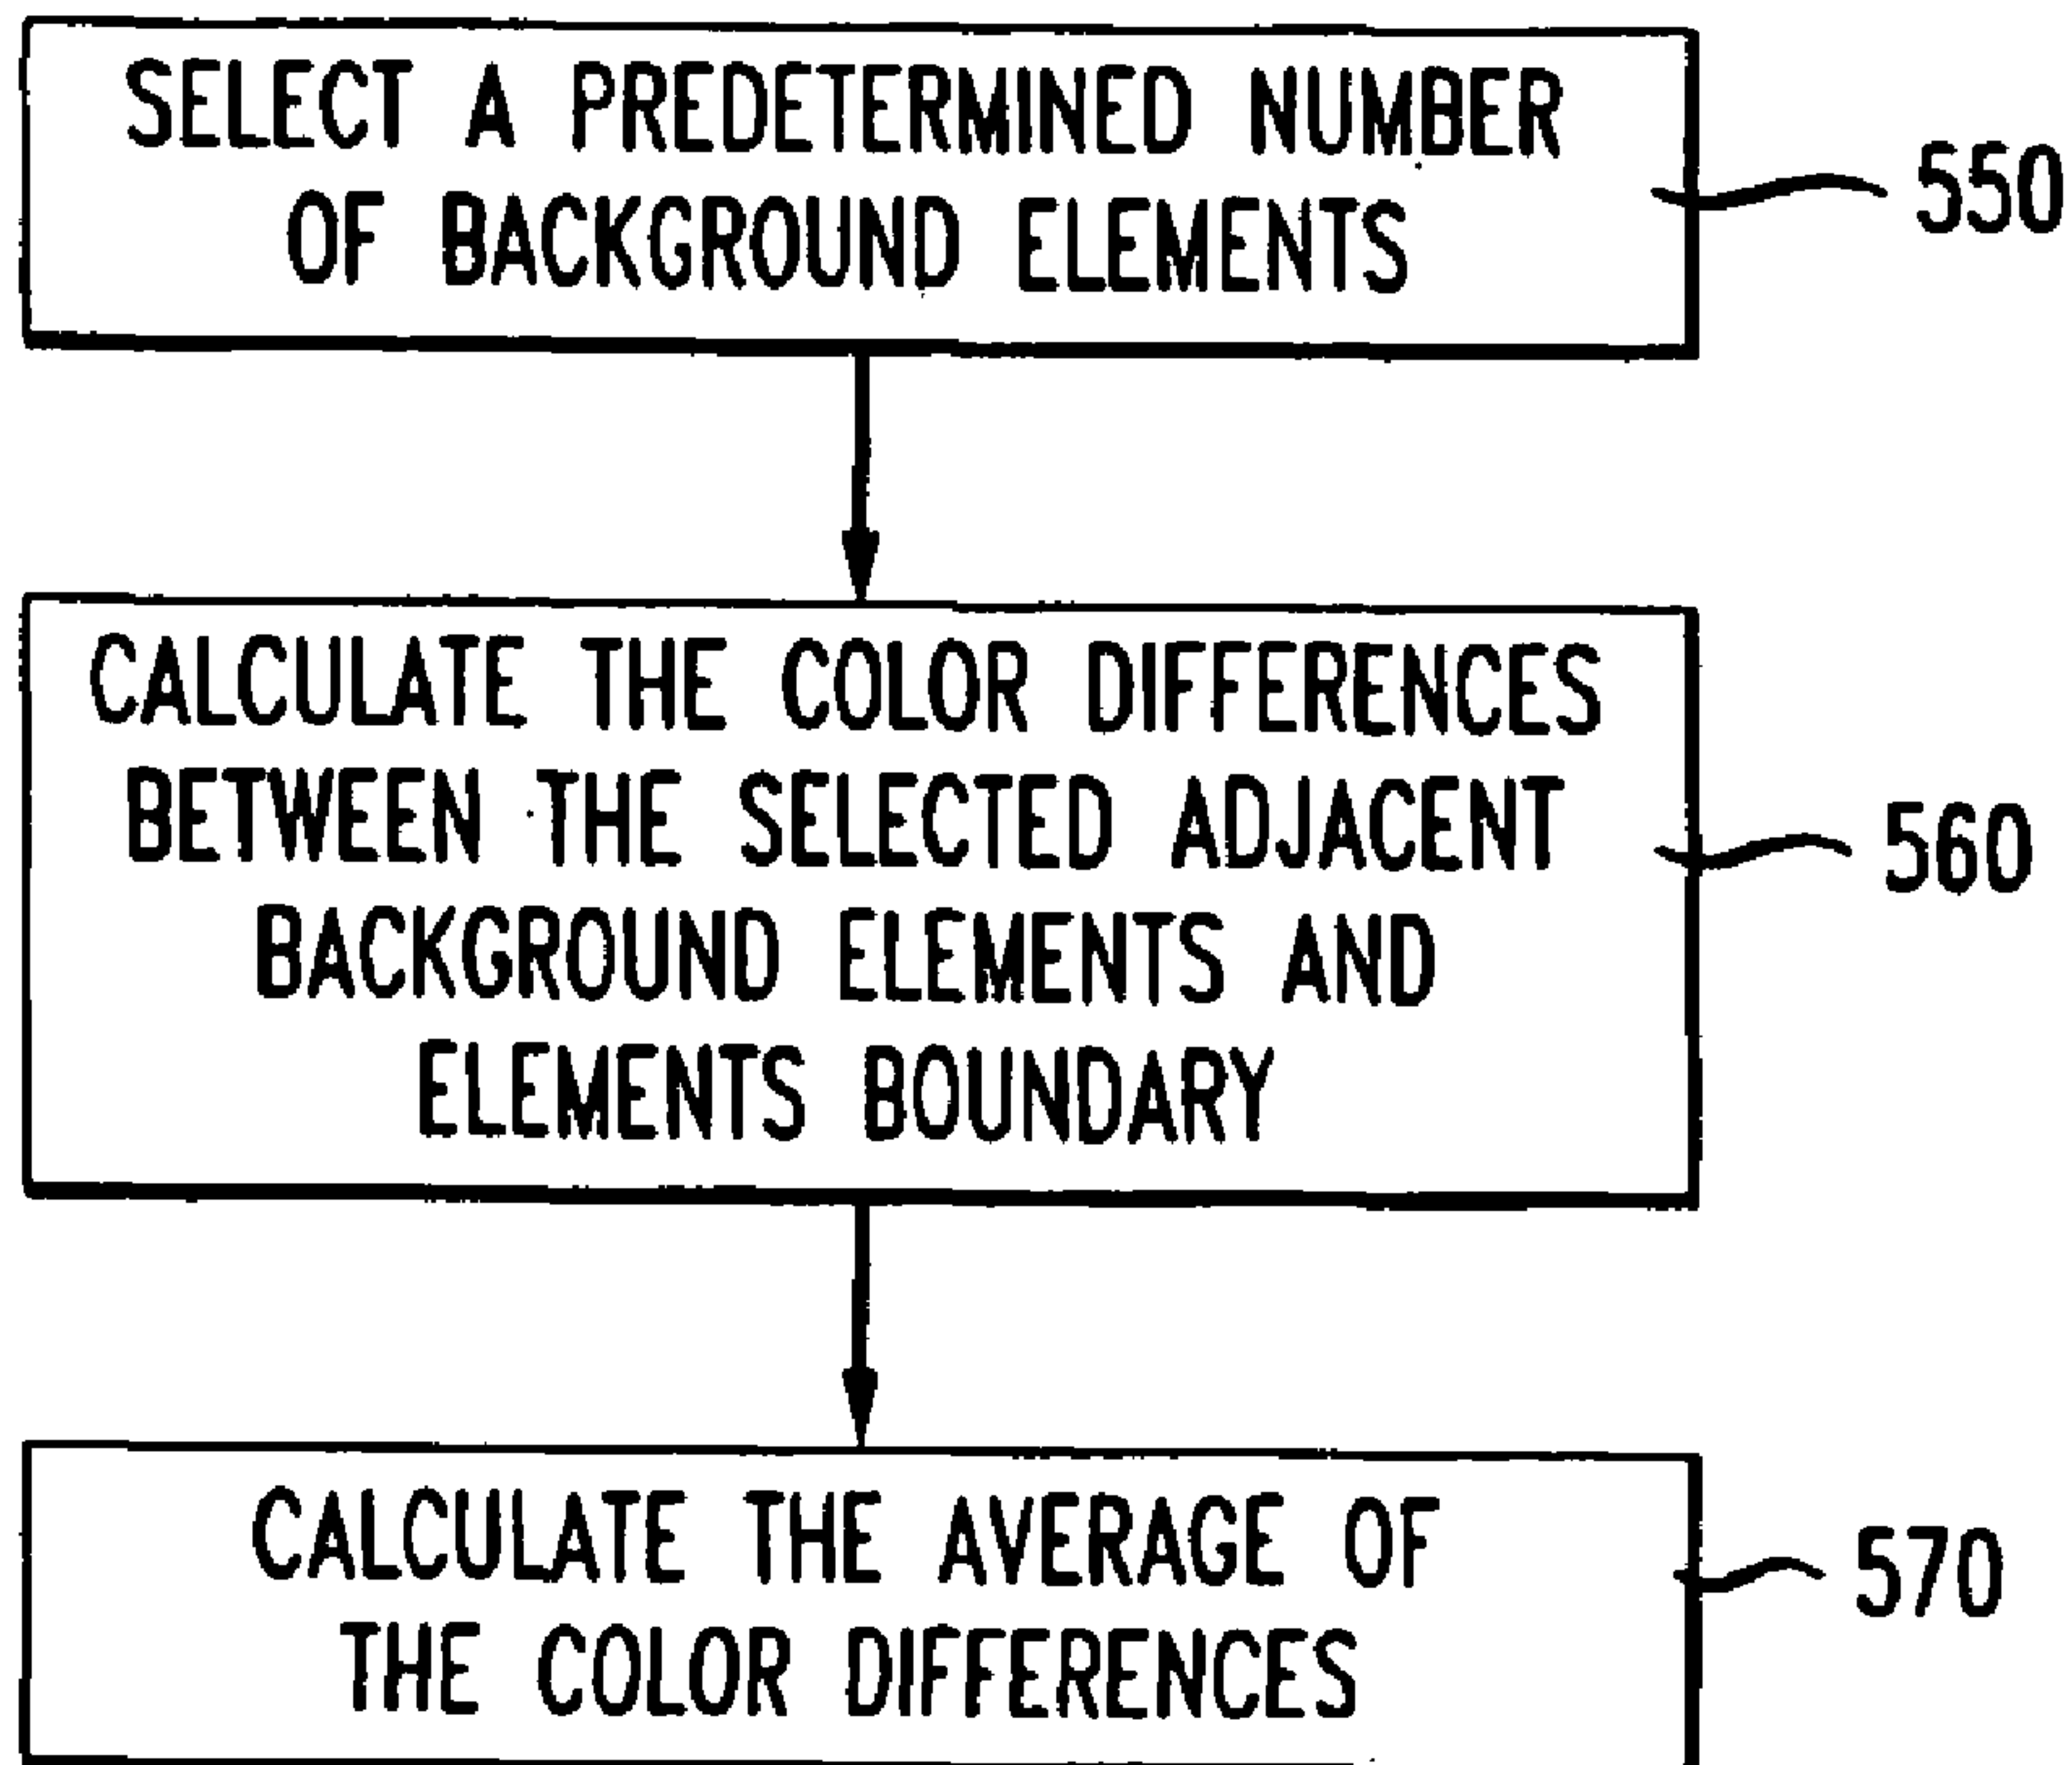 SELECT A PREDETERMINED NUMBER
OF BACKGROUND ELEMENTS
550
CALCULATE THE COLOR DIFFERENCES
BETWEEN THE SELECTED ADJACENT
BACKGROUND ELEMENTS AND
ELEMENTS BOUNDARY
560
CALCULATE THE AVERAGE OF
THE COLOR DIFFERENCES
570